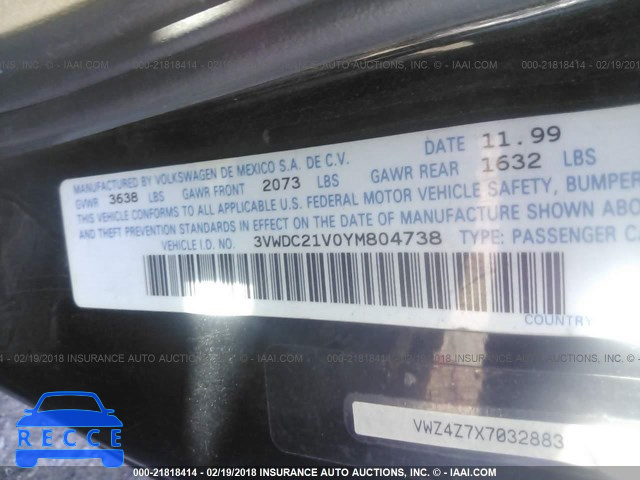 000-21818414 - 02/19/2018 INSURANCE AUTO AUCTIONS, WZ - IAAI.COM
DATE 11.99
MANUFACTURED BY VOLKSWAGEN DE MEXICO S.A. DE C.V.
GVWR 3638 LBS GAWR FRONT 2073 LBS GAWR REAR 1632 LBS
THIS VEHICLE CONFORMS TO ALL APPLICABLE U.S. FEDERAL MOTOR VEHICLE SAFETY, BUMPER
AND THEFT PREVENTION STANDARDS IN EFFECT ON THE DATE OF MANUFACTURE SHOWN ABO
VEHICLE I.D. NO. 3VWDC21V0YM804738 TYPE: PASSENGER C
COUNTRY
VWZ4Z7X7032883
RecentCars
000-21818414 - 02/19/2018 INSURANCE AUTO AUCTIONS, WZ - IAAI.COM